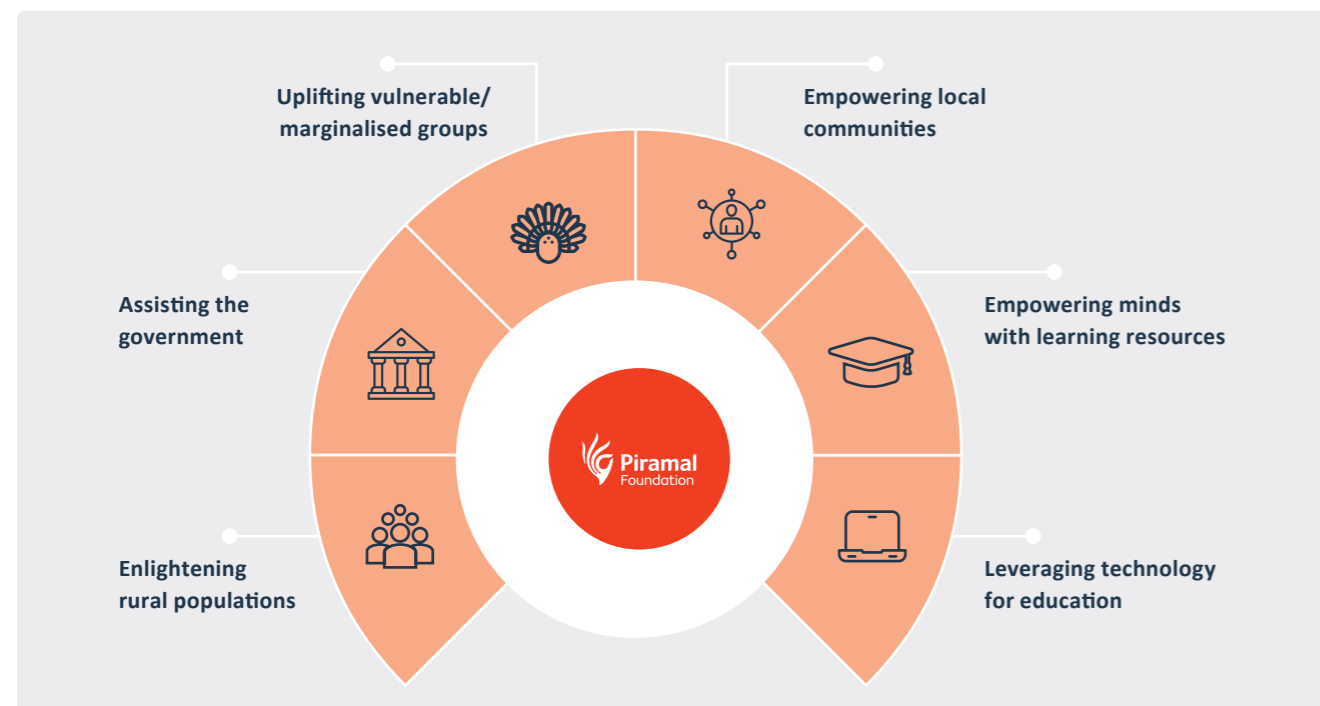 Uplifting vulnerable/
marginalised groups
Empowering local
communities
Assisting the
government
Empowering minds
with learning resources
Piramal
Foundation
Enlightening
rural populations
Leveraging technology
for education